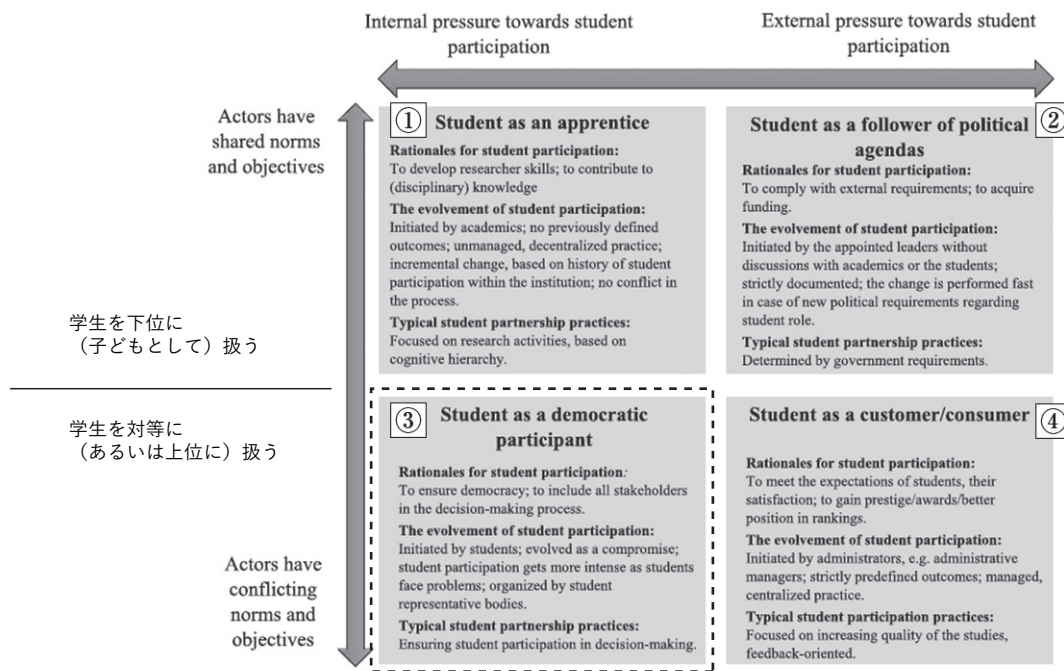 Internal pressure towards student
participation
External pressure towards student
participation
Actors have
shared norms
and objectives
学生を下位に
（子どもとして）扱う
学生を対等に
（あるいは上位に）扱う
Actors have
conflicting
norms and
objectives
① Student as an apprentice
Rationales for student participation:
To develop researcher skills; to contribute to
(disciplinary) knowledge
The evolvement of student participation:
Initiated by academics; no previously defined
outcomes; unmanaged, decentralized practice;
incremental change, based on history of student
participation within the institution; no conflict in
the process.
Typical student partnership practices:
Focused on research activities, based on
cognitive hierarchy.
②
Student as a follower of political
agendas
Rationales for student participation:
To comply with external requirements; to acquire
funding.
The evolvement of student participation:
Initiated by the appointed leaders without
discussions with academics or the students;
strictly documented; the change is performed fast
in case of new political requirements regarding
student role.
Typical student partnership practices:
Determined by government requirements.
③ Student as a democratic
participant
Rationales for student participation:
To ensure democracy; to include all stakeholders
in the decision-making process.
The evolvement of student participation:
Initiated by students; evolved as a compromise;
student participation gets more intense as students
face problems; organized by student
representative bodies.
Typical student partnership practices:
Ensuring student participation in decision-making.
Student as a customer/consumer ④
Rationales for student participation:
To meet the expectations of students, their
satisfaction; to gain prestige/awards/better
position in rankings.
The evolvement of student participation:
Initiated by administrators, e.g. administrative
managers; strictly predefined outcomes; managed,
centralized practice.
Typical student participation practices:
Focused on increasing quality of the studies,
feedback-oriented.